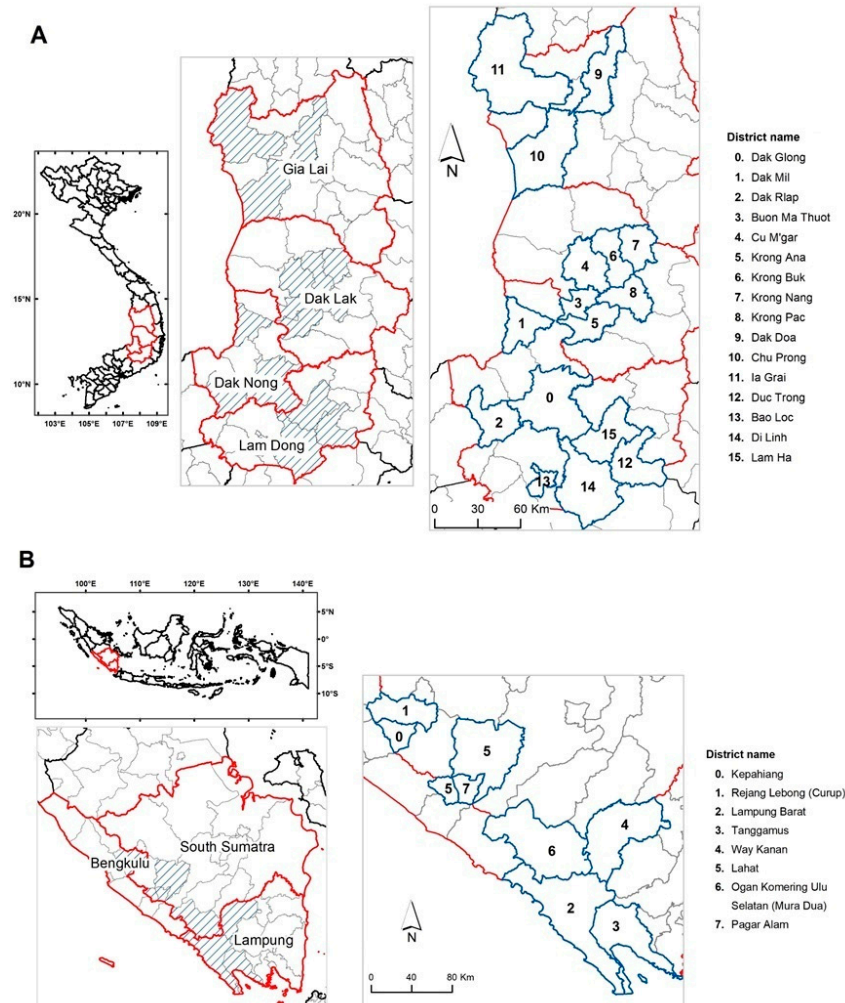 A
20°N
15°N
10°N
103°E 105°E 107°E 109°E
Gia Lai
Dak Lak
Dak Nong
Lam Dong
11
9
N
10
7
6
4
8
3
5
1
0
2
15
12
13
14
0 30 60 Km
District name
0. Dak Glong
1. Dak Mil
2. Dak Rlap
3. Buon Ma Thuot
4. Cu M'gar
5. Krong Ana
6. Krong Buk
7. Krong Nang
8. Krong Pac
9. Dak Doa
10. Chu Prong
11. Ia Grai
12. Duc Trong
13. Bao Loc
14. Di Linh
15. Lam Ha
B
100°E 110°E 120°E 130°E 140°E
5°N
0°
5°S
10°S
South Sumatra
Bengkulu
Lampung
1
0
5
5 7
4
6
2
3
N
0 40 80 Km
District name
0. Kepahiang
1. Rejang Lebong (Curup)
2. Lampung Barat
3. Tanggamus
4. Way Kanan
5. Lahat
6. Ogan Komering Ulu
Selatan (Mura Dua)
7. Pagar Alam